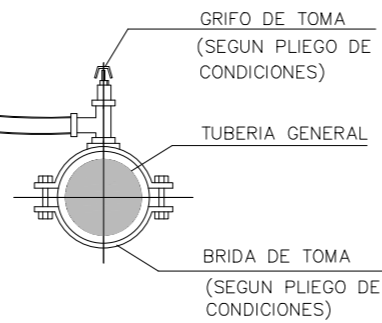 GRIFO DE TOMA
(SEGUN PLIEGO DE
CONDICIONES)
TUBERIA GENERAL
BRIDA DE TOMA
(SEGUN PLIEGO DE
CONDICIONES)